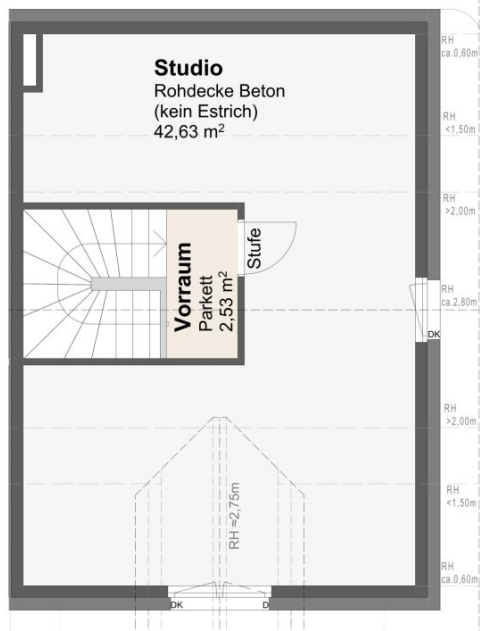 Studio
Rohdecke Beton
(kein Estrich)
42,63 m²
RH
ca.0,60m
RH
<1,50m
RH
>2,00m
Vorraum
Parkett
2,53 m²
Stufe
RH
ca.2,80m
DK
RH
>2,00m
RH
<1,50m
RH ≈2,75m
RH
ca.0,60m
DK
D